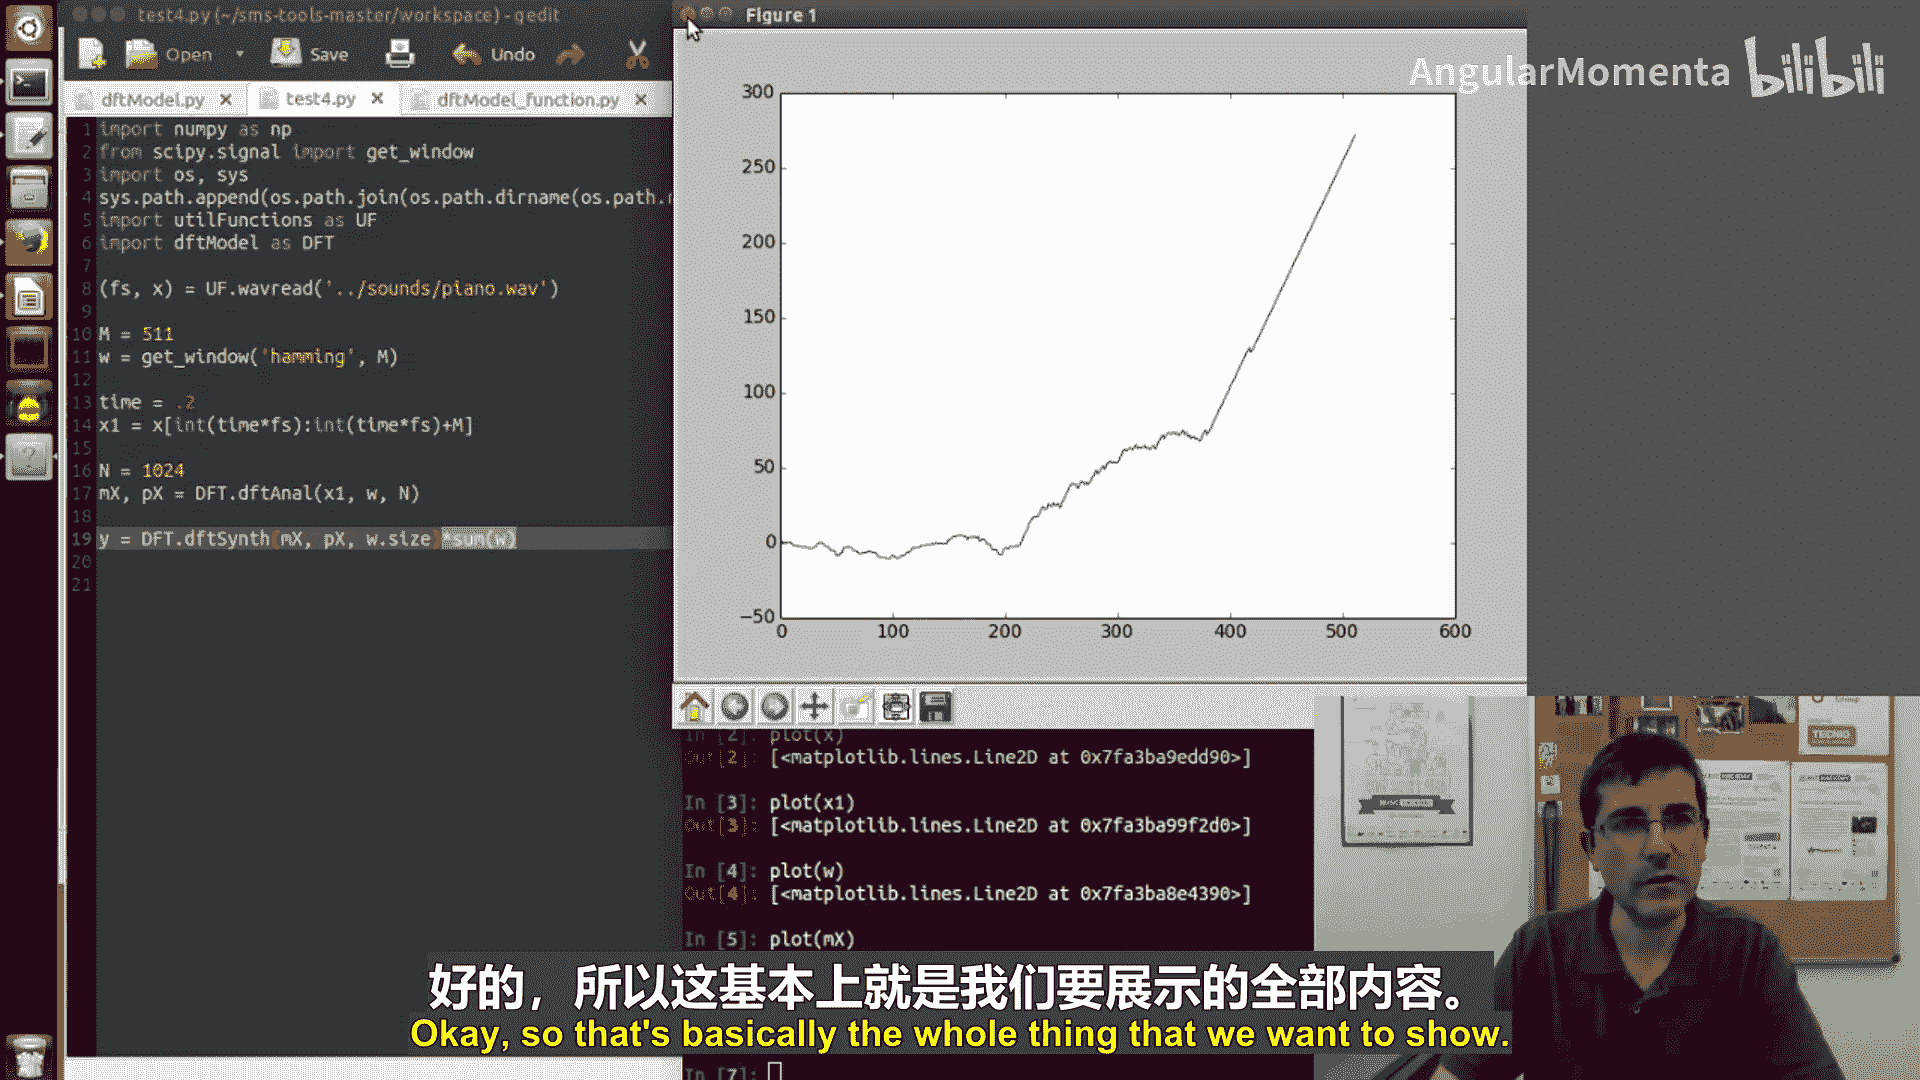 test4.py (~/sms-tools-master/workspace) - gedit
Open
Save
Undo
dftModel.py
test4.py
dftModel_function.py
1 import numpy as np
2 from scipy.signal import get_window
3 import os, sys
4 sys.path.append(os.path.join(os.path.dirname(os.path.
5 import utilFunctions as UF
6 import dftModel as DFT
7
8 (fs, x) = UF.wavread('../sounds/piano.wav')
9
10 M = 511
11 w = get_window('hamming', M)
12
13 time = .2
14 x1 = x[int(time*fs):int(time*fs)+M]
15
16 N = 1024
17 mX, pX = DFT.dftAnal(x1, w, N)
18
19 y = DFT.dftSynth(mX, pX, w.size)*sum(w)
20
21
Figure 1
AngularMomenta bilibili
300
250
200
150
100
50
0
−50
0 100 200 300 400 500 600
In [2]: plot(x)
Out[2]: [<matplotlib.lines.Line2D at 0x7fa3ba9edd90>]
In [3]: plot(x1)
Out[3]: [<matplotlib.lines.Line2D at 0x7fa3ba99f2d0>]
In [4]: plot(w)
Out[4]: [<matplotlib.lines.Line2D at 0x7fa3ba8e4390>]
In [5]: plot(mX)
In [7]:
TECNIO
好的，所以这基本上就是我们要展示的全部内容。
Okay, so that's basically the whole thing that we want to show.